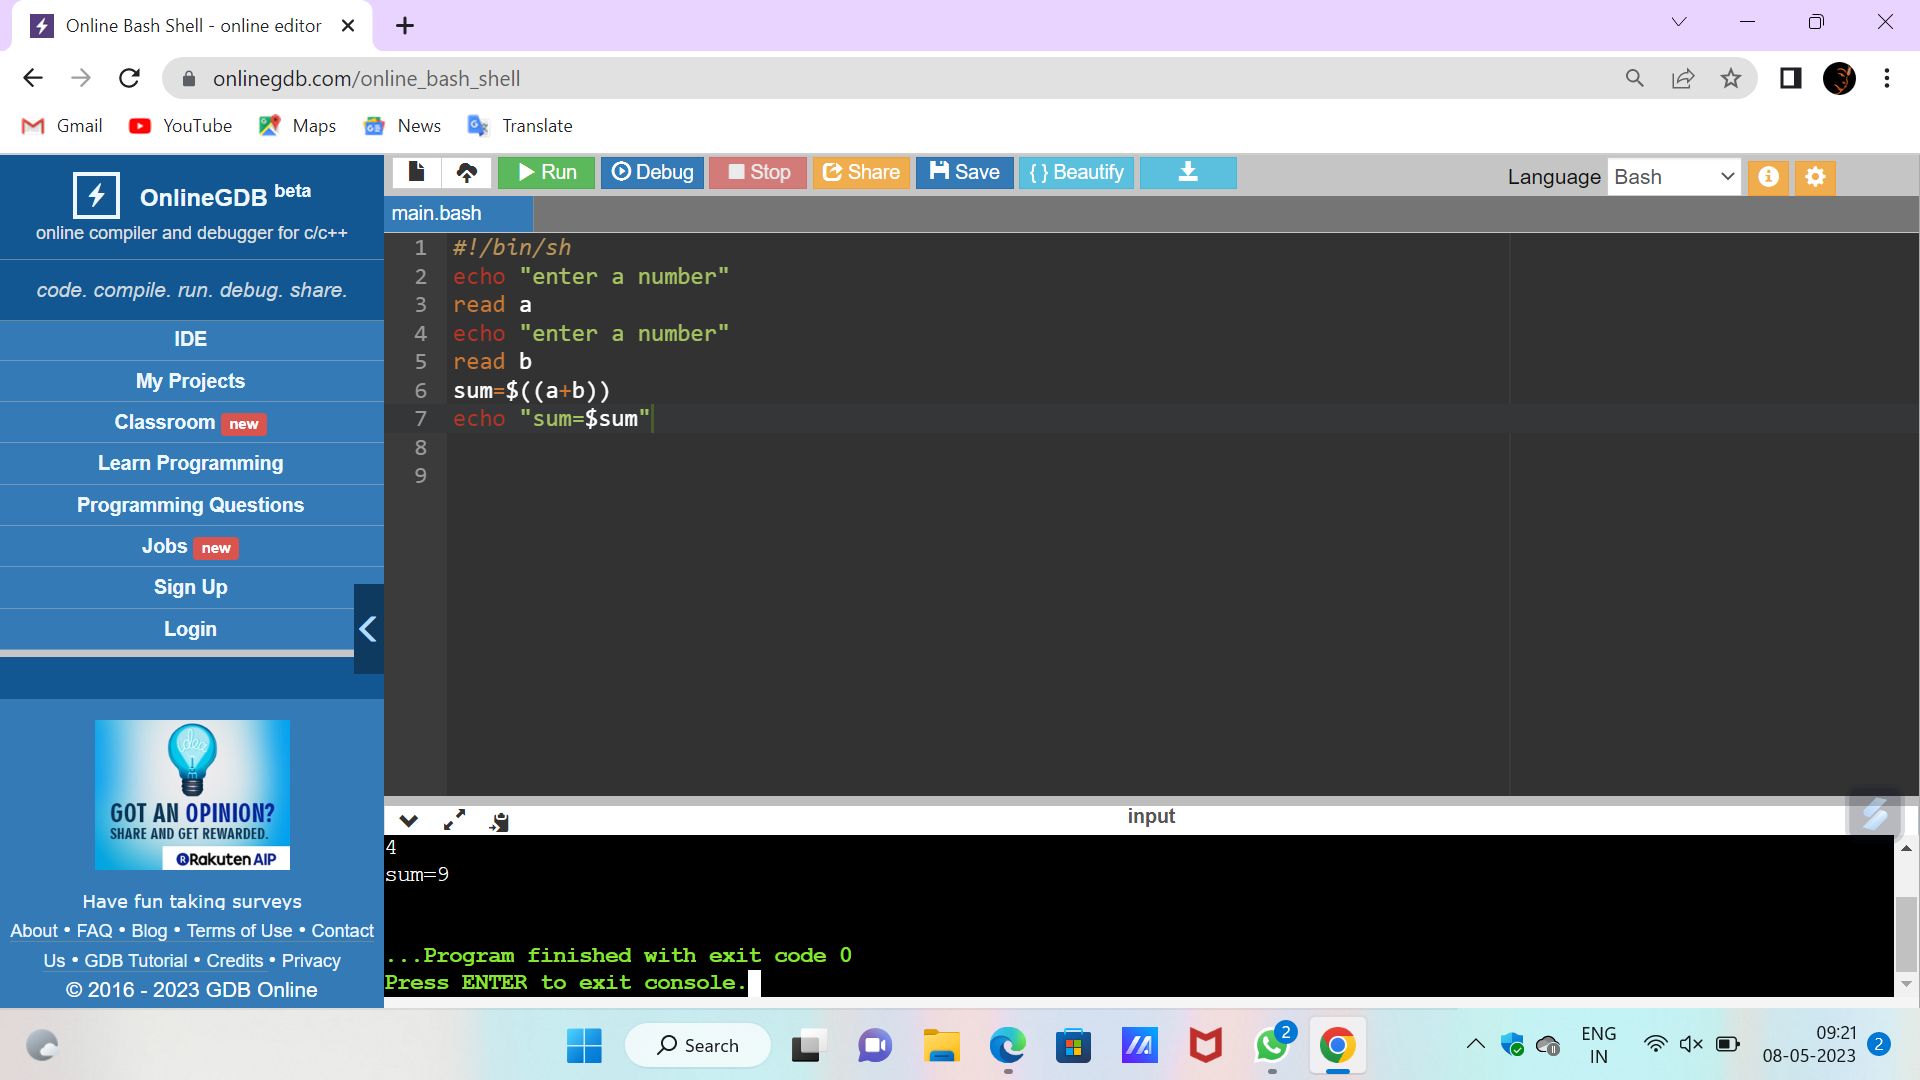 Online Bash Shell - online editor
onlinegdb.com/online_bash_shell
Gmail YouTube Maps News Translate
OnlineGDB beta
online compiler and debugger for c/c++
code. compile. run. debug. share.
IDE
My Projects
Classroom new
Learn Programming
Programming Questions
Jobs new
Sign Up
Login
idea
GOT AN OPINION?
SHARE AND GET REWARDED.
Rakuten AIP
Have fun taking surveys
About • FAQ • Blog • Terms of Use • Contact
Us • GDB Tutorial • Credits • Privacy
© 2016 - 2023 GDB Online
Run Debug Stop Share Save { } Beautify
Language Bash
main.bash
1 #!/bin/sh
2 echo "enter a number"
3 read a
4 echo "enter a number"
5 read b
6 sum=$((a+b))
7 echo "sum=$sum"
8
9
input
4
sum=9
...Program finished with exit code 0
Press ENTER to exit console.
Search
2
ENG
IN
09:21
08-05-2023
2